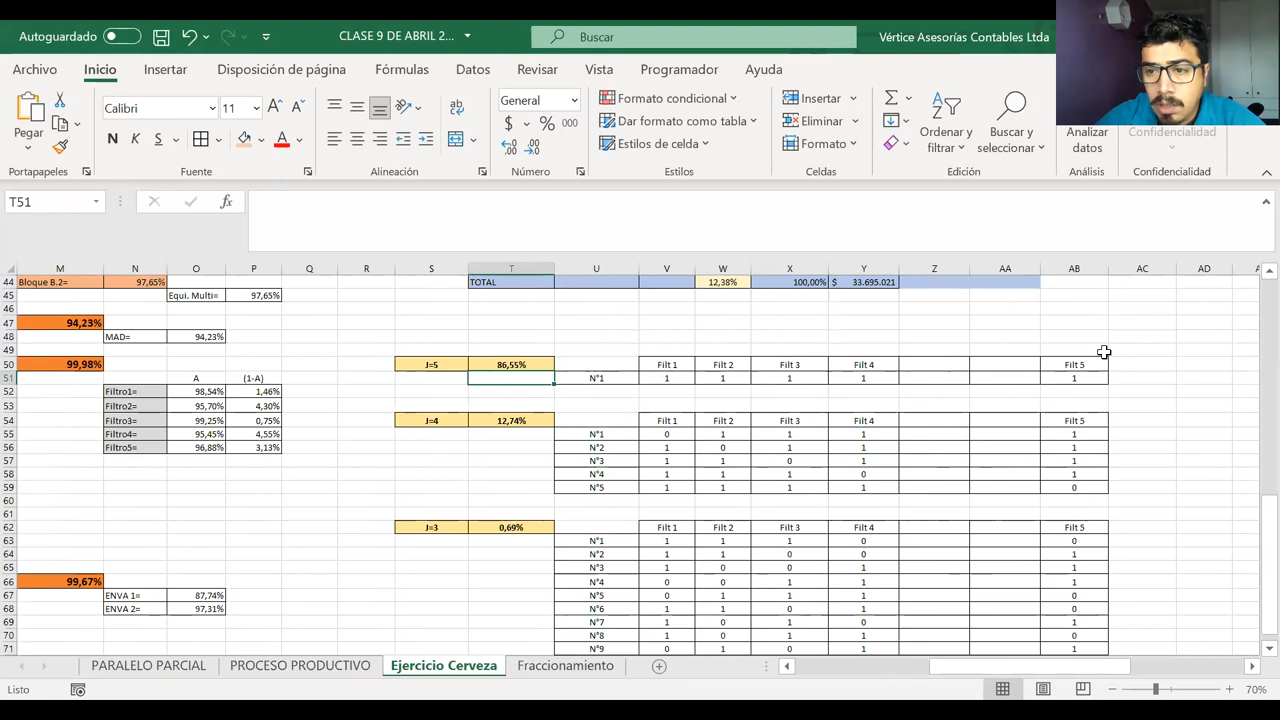 Autoguardado CLASE 9 DE ABRIL 2... Buscar Vértice Asesorías Contables Ltda
Archivo Inicio Insertar Disposición de página Fórmulas Datos Revisar Vista Programador Ayuda
Pegar Calibri 11 General Formato condicional Insertar Ordenar y filtrar Buscar y seleccionar Analizar datos Confidencialidad
N K S $ % 000 Dar formato como tabla Eliminar
Estilos de celda Formato
Portapapeles Fuente Alineación Número Estilos Celdas Edición Análisis Confidencialidad
T51 fx
M N O P Q R S T U V W X Y Z AA AB AC AD
44 Bloque B.2= 97,65% TOTAL 12,38% 100,00% $ 33.695.021
45 Equi. Multi= 97,65%
46
47 94,23%
48 MAD= 94,23%
49
50 99,98% J=5 86,55% Filt 1 Filt 2 Filt 3 Filt 4 Filt 5
51 A (1-A) N°1 1 1 1 1 1
52 Filtro1= 98,54% 1,46%
53 Filtro2= 95,70% 4,30%
54 Filtro3= 99,25% 0,75% J=4 12,74% Filt 1 Filt 2 Filt 3 Filt 4 Filt 5
55 Filtro4= 95,45% 4,55% N°1 0 1 1 1 1
56 Filtro5= 96,88% 3,13% N°2 1 0 1 1 1
57 N°3 1 1 0 1 1
58 N°4 1 1 1 0 1
59 N°5 1 1 1 1 0
60
61
62 J=3 0,69% Filt 1 Filt 2 Filt 3 Filt 4 Filt 5
63 N°1 1 1 1 0 0
64 N°2 1 1 0 0 1
65 N°3 1 0 0 1 1
66 99,67% N°4 0 0 1 1 1
67 ENVA 1= 87,74% N°5 0 1 1 1 0
68 ENVA 2= 97,31% N°6 1 1 0 1 0
69 N°7 1 0 1 0 1
70 N°8 1 0 1 1 0
71 N°9 0 1 0 1 1
PARALELO PARCIAL PROCESO PRODUCTIVO Ejercicio Cerveza Fraccionamiento
Listo 70%